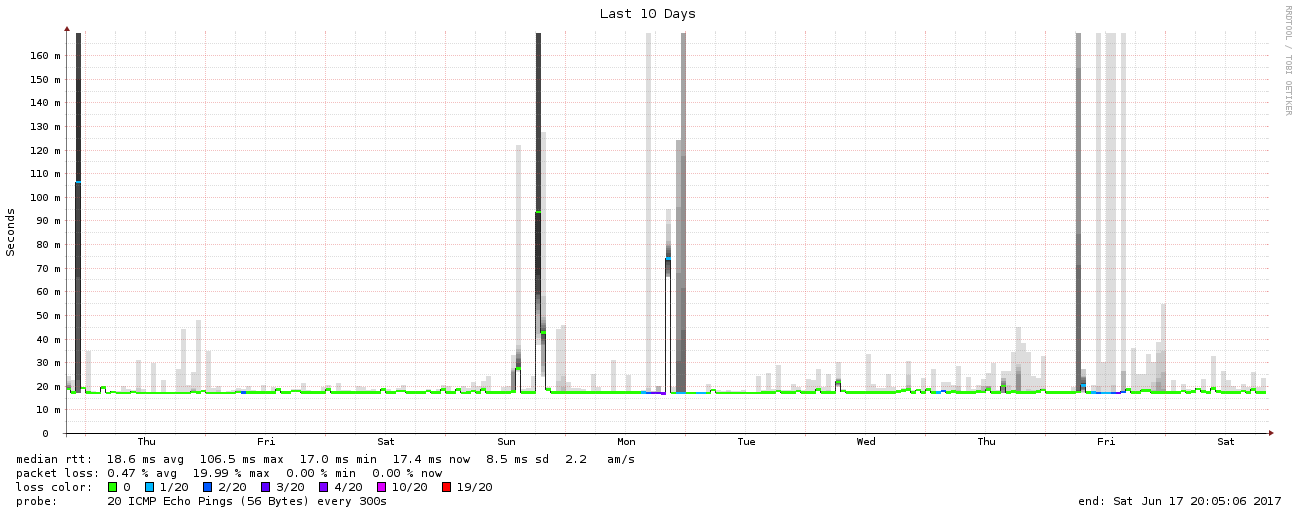 Last 10 Days
RRDTOOL / TOBI OETIKER
Seconds
160 m
150 m
140 m
130 m
120 m
110 m
100 m
90 m
80 m
70 m
60 m
50 m
40 m
30 m
20 m
10 m
0
Thu Fri Sat Sun Mon Tue Wed Thu Fri Sat
median rtt: 18.6 ms avg 106.5 ms max 17.0 ms min 17.4 ms now 8.5 ms sd 2.2 am/s
packet loss: 0.47 % avg 19.99 % max 0.00 % min 0.00 % now
loss color: 0 1/20 2/20 3/20 4/20 10/20 19/20
probe: 20 ICMP Echo Pings (56 Bytes) every 300s end: Sat Jun 17 20:05:06 2017